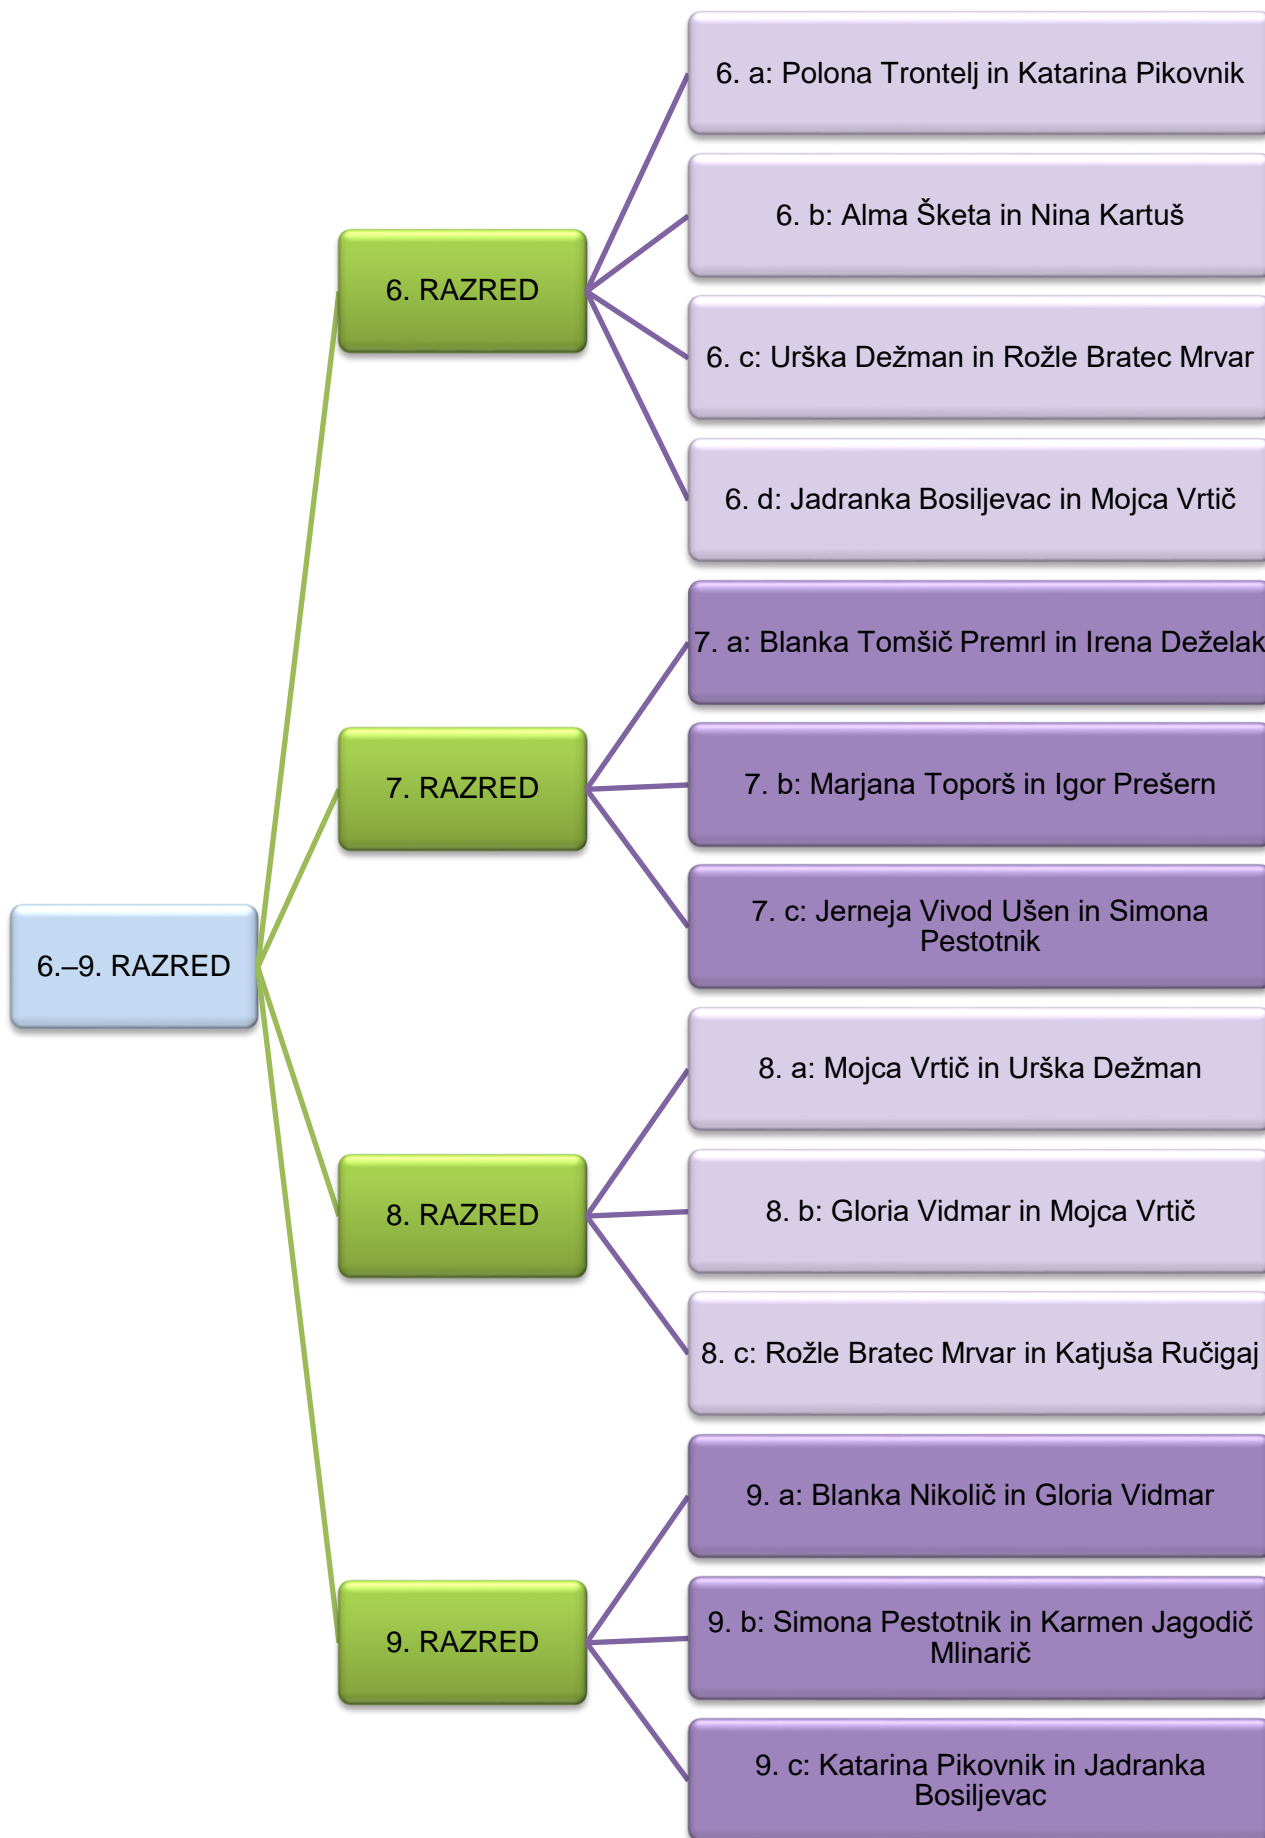 6.–9. RAZRED
6. RAZRED
6. a: Polona Trontelj in Katarina Pikovnik
6. b: Alma Šketa in Nina Kartuš
6. c: Urška Dežman in Rožle Bratec Mrvar
6. d: Jadranka Bosiljevac in Mojca Vrtič
7. RAZRED
7. a: Blanka Tomšič Premrl in Irena Deželak
7. b: Marjana Toporš in Igor Prešern
7. c: Jerneja Vivod Ušen in Simona
Pestotnik
8. RAZRED
8. a: Mojca Vrtič in Urška Dežman
8. b: Gloria Vidmar in Mojca Vrtič
8. c: Rožle Bratec Mrvar in Katjuša Ručigaj
9. RAZRED
9. a: Blanka Nikolič in Gloria Vidmar
9. b: Simona Pestotnik in Karmen Jagodič
Mlinarič
9. c: Katarina Pikovnik in Jadranka
Bosiljevac